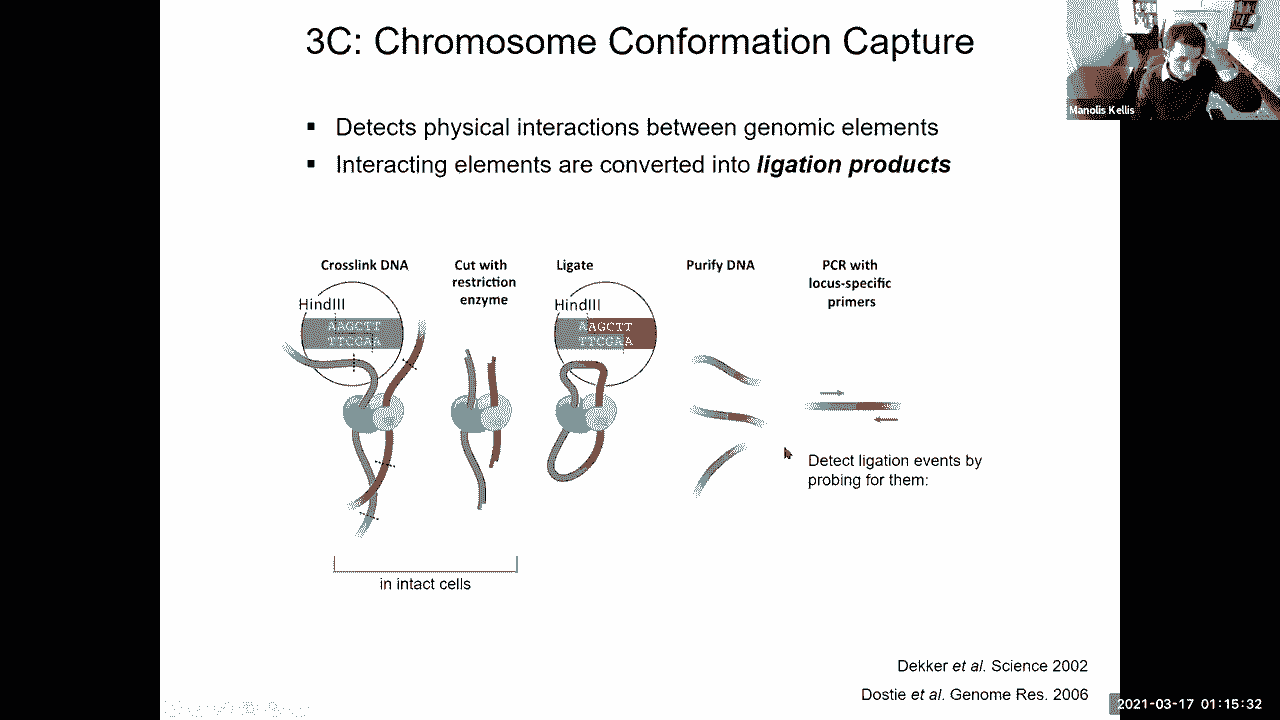 3C: Chromosome Conformation Capture
Manolis Kellis
▪ Detects physical interactions between genomic elements
▪ Interacting elements are converted into ligation products
Crosslink DNA
Cut with
restriction
enzyme
Ligate
Purify DNA
PCR with
locus-specific
primers
HindIII
AAGCTT
TTCGAA
HindIII
AAGCTT
TTCGAA
Detect ligation events by
probing for them:
in intact cells
Dekker et al. Science 2002
Dostie et al. Genome Res. 2006
2021-03-17 01:15:32